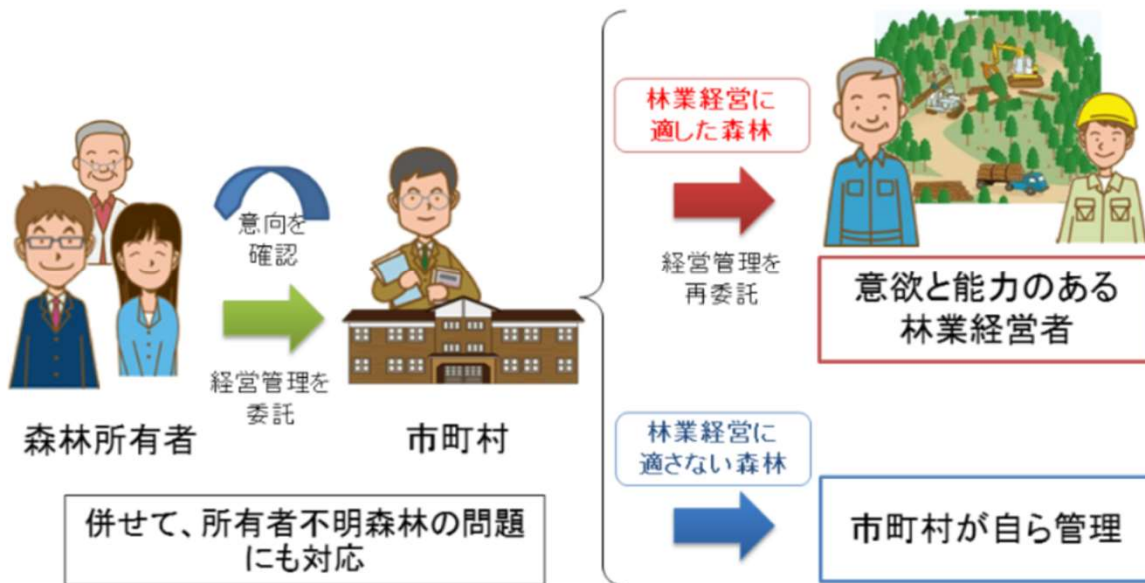 意向を
確認
経営管理を
委託
森林所有者
市町村
併せて、所有者不明森林の問題
にも対応
林業経営に
適した森林
経営管理を
再委託
意欲と能力のある
林業経営者
林業経営に
適さない森林
市町村が自ら管理